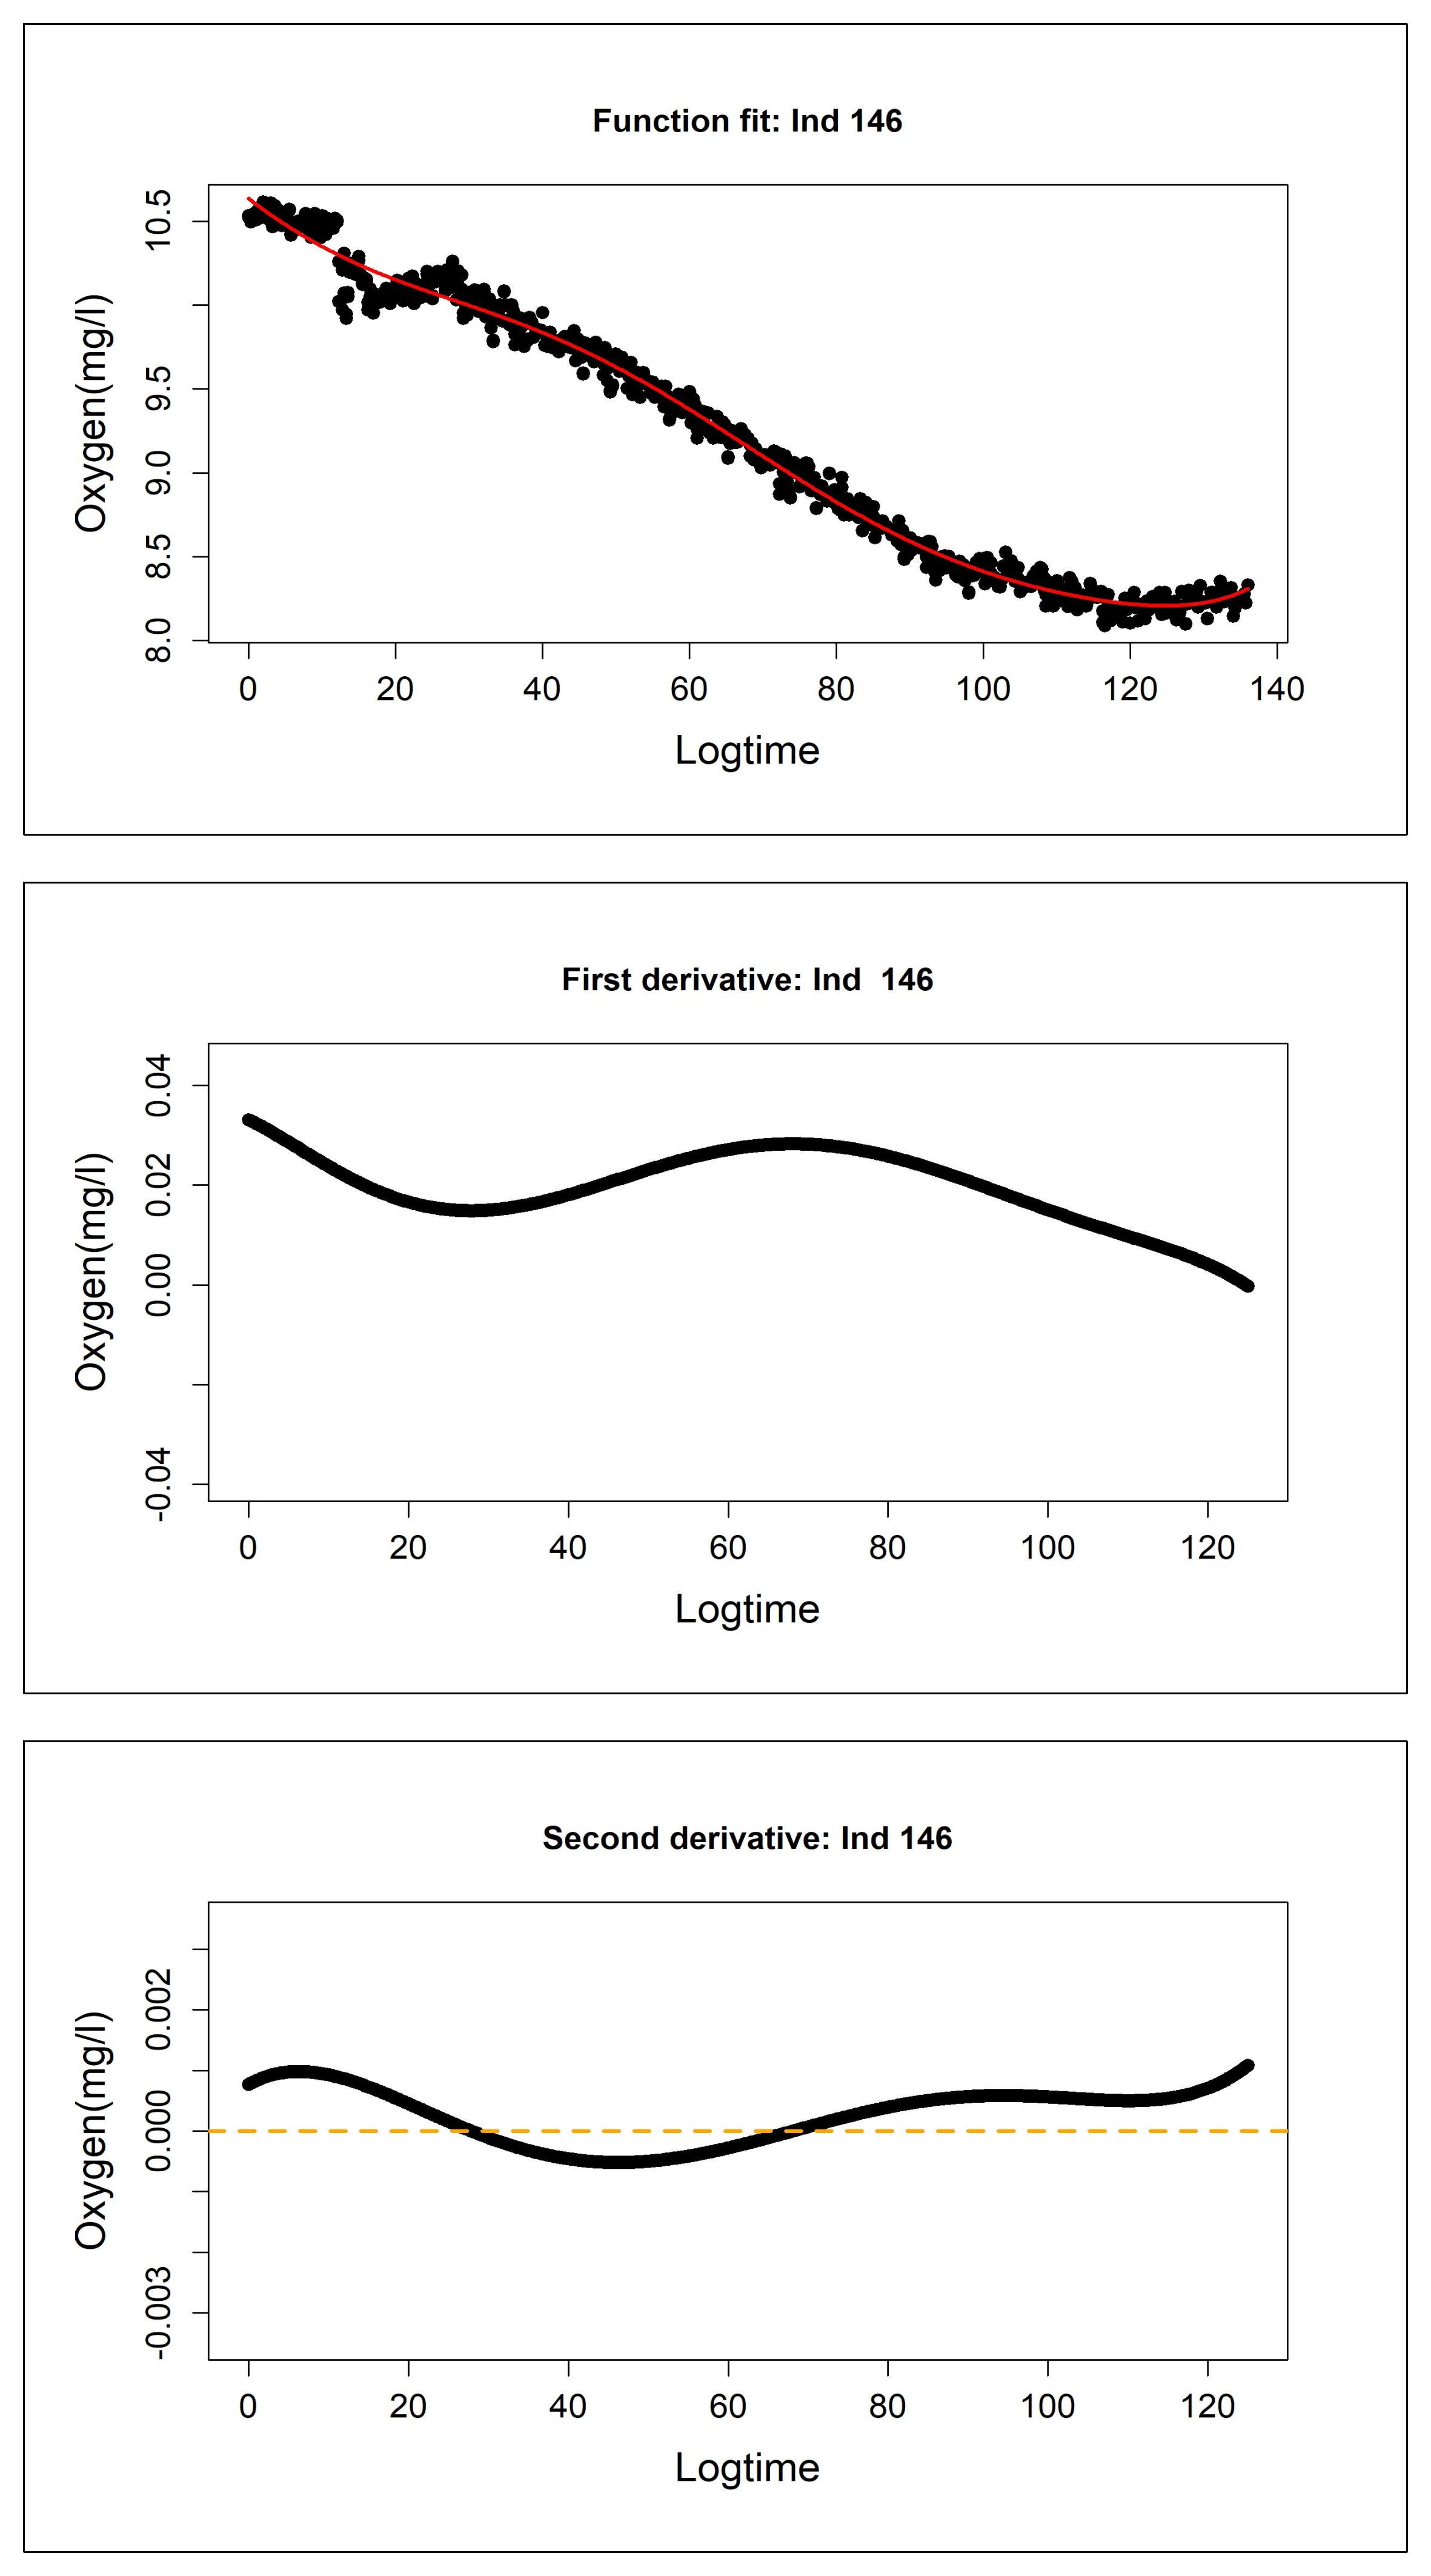 Function fit: Ind 146
Oxygen(mg/l)
10.5
9.5
9.0
8.5
8.0
0 20 40 60 80 100 120 140
Logtime
First derivative: Ind  146
Oxygen(mg/l)
0.04
0.02
0.00
-0.04
0 20 40 60 80 100 120
Logtime
Second derivative: Ind 146
Oxygen(mg/l)
0.002
0.000
-0.003
0 20 40 60 80 100 120
Logtime